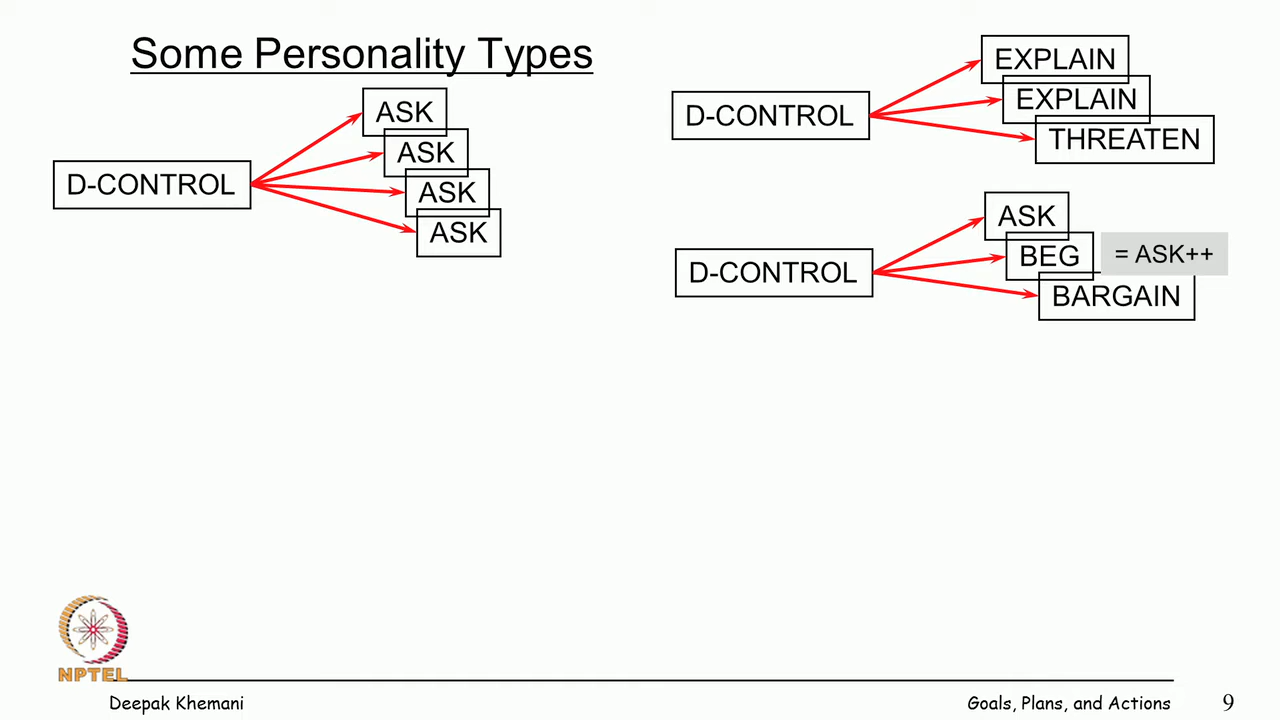 Some Personality Types
D-CONTROL
ASK
ASK
ASK
ASK
D-CONTROL
EXPLAIN
EXPLAIN
THREATEN
D-CONTROL
ASK
BEG = ASK++
BARGAIN
NPTEL
Deepak Khemani
Goals, Plans, and Actions 9